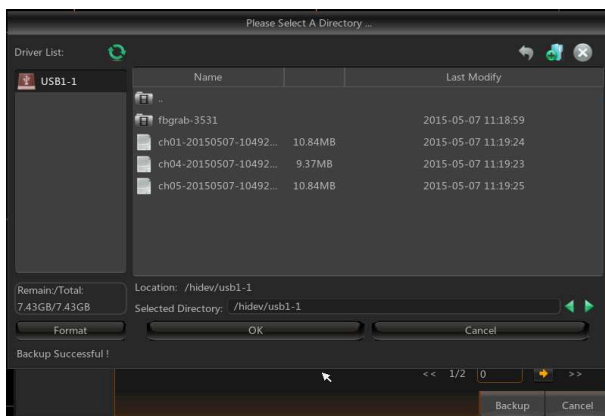 Please Select A Directory ...
Driver List:
USB1-1
Name Last Modify
..
fbgrab-3531 2015-05-07 11:18:59
ch01-20150507-10492... 10.84MB 2015-05-07 11:19:24
ch04-20150507-10492... 9.37MB 2015-05-07 11:19:23
ch05-20150507-10492... 10.84MB 2015-05-07 11:19:25
Remain:/Total:
7.43GB/7.43GB
Location: /hidev/usb1-1
Selected Directory: /hidev/usb1-1
Format OK Cancel
Backup Successful !
<< 1/2 0 >>
Backup Cancel